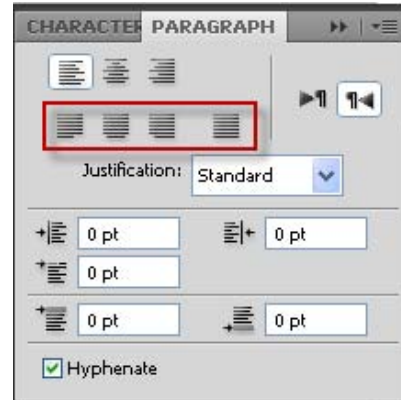 CHARACTER PARAGRAPH
Justification: Standard
0 pt 0 pt
0 pt
0 pt 0 pt
Hyphenate